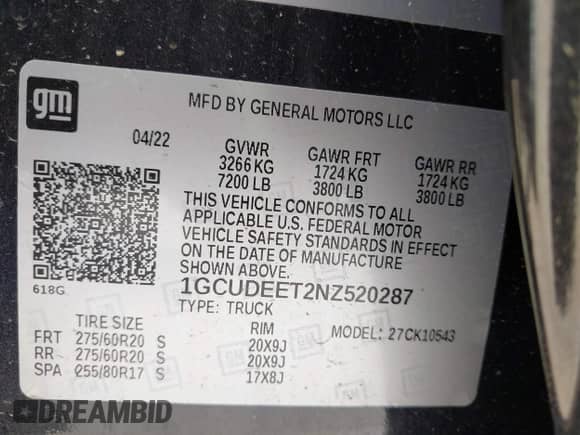 gm
MFD BY GENERAL MOTORS LLC
04/22 GVWR GAWR FRT GAWR RR
3266 KG 1724 KG 1724 KG
7200 LB 3800 LB 3800 LB
THIS VEHICLE CONFORMS TO ALL
APPLICABLE U.S. FEDERAL MOTOR
VEHICLE SAFETY STANDARDS IN EFFECT
ON THE DATE OF MANUFACTURE
SHOWN ABOVE.
618G 1GCUDEET2NZ520287
TYPE: TRUCK
TIRE SIZE RIM MODEL: 27CK10543
FRT 275/60R20 S 20X9J
RR 275/60R20 S 20X9J
SPA 255/80R17 S 17X8J
DREAMBID